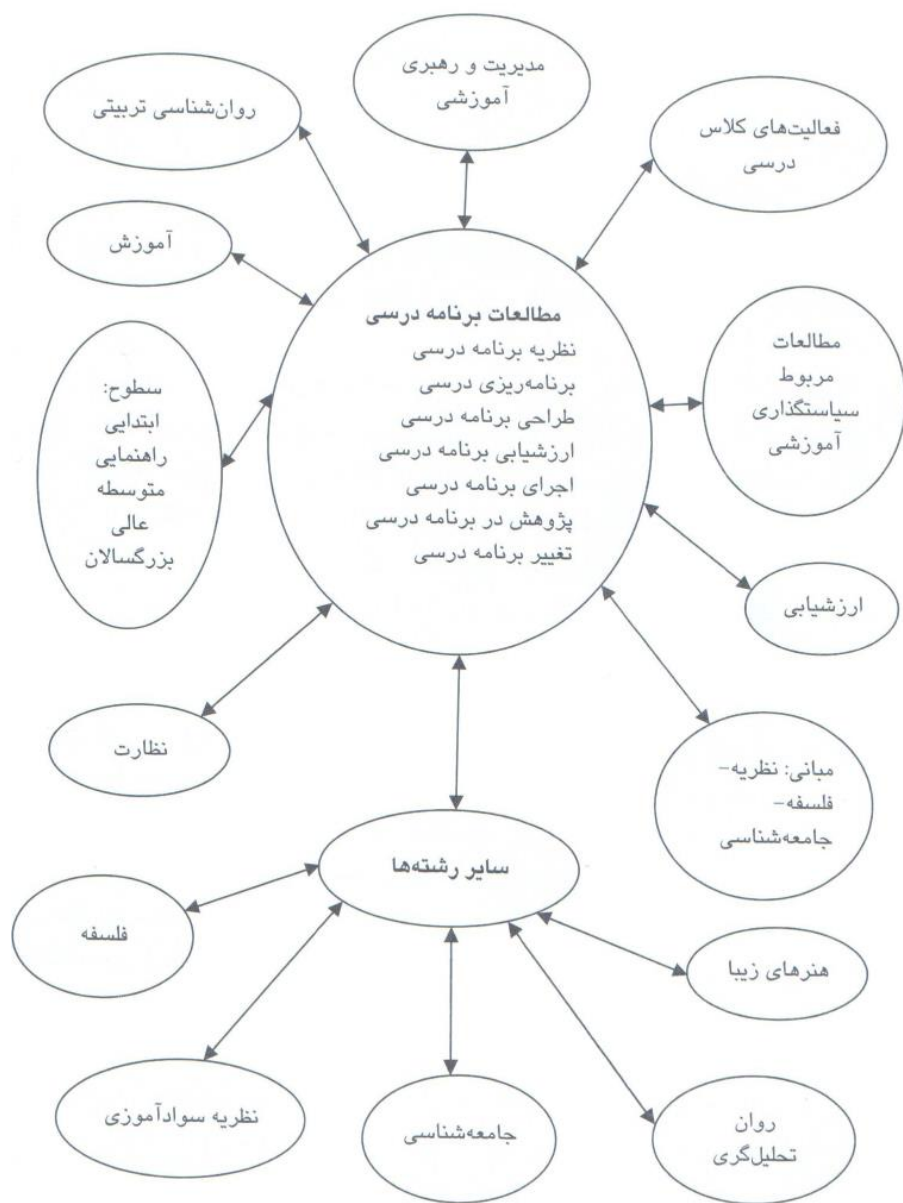 مدیریت و رهبری
آموزشی
روان‌شناسی تربیتی
فعالیت‌های کلاس
درسی
آموزش
مطالعات برنامه درسی
نظریه برنامه درسی
برنامه‌ریزی درسی
طراحی برنامه درسی
ارزشیابی برنامه درسی
اجرای برنامه درسی
پژوهش در برنامه درسی
تغییر برنامه درسی
مطالعات
مربوط
سیاستگذاری
آموزشی
سطوح:
ابتدایی
راهنمایی
متوسطه
عالی
بزرگسالان
ارزشیابی
نظارت
مبانی: نظریه–
فلسفه–
جامعه‌شناسی
سایر رشته‌ها
فلسفه
هنرهای زیبا
نظریه سوادآموزی
جامعه‌شناسی
روان
تحلیل‌گری